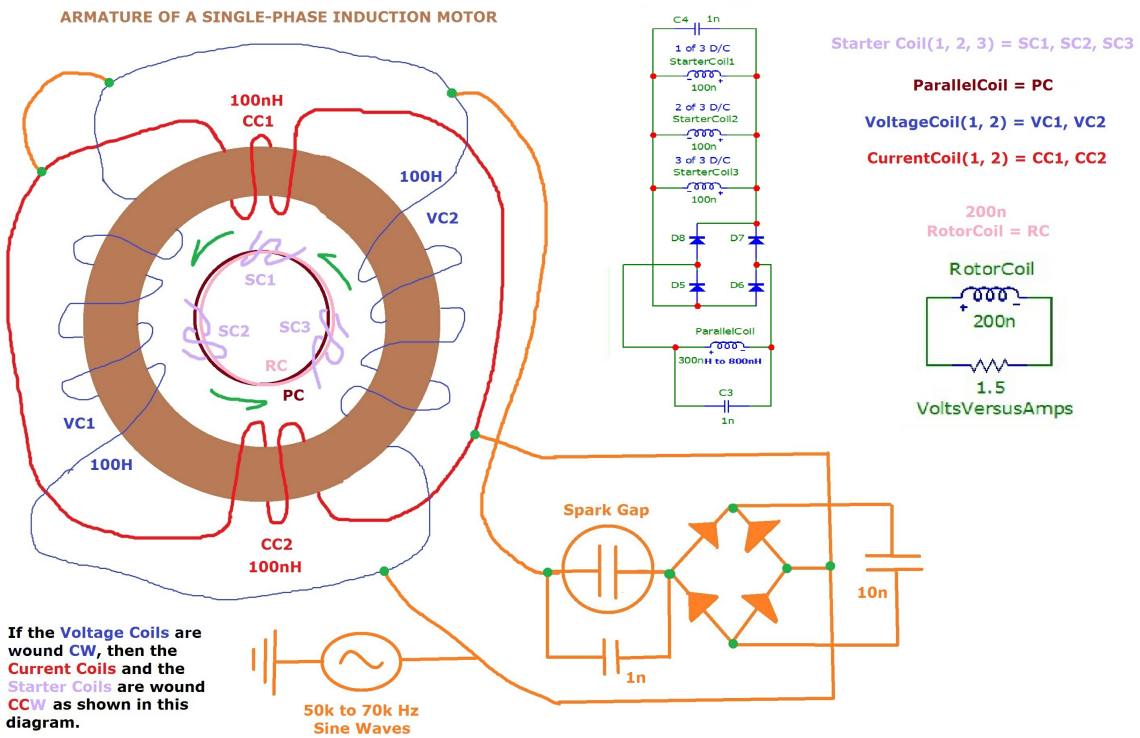 ARMATURE OF A SINGLE-PHASE INDUCTION MOTOR
100nH
CC1
100H
VC2
SC1
SC2
SC3
RC
PC
VC1
100H
CC2
100nH
If the Voltage Coils are
wound CW, then the
Current Coils and the
Starter Coils are wound
CCW as shown in this
diagram.
50k to 70k Hz
Sine Waves
Spark Gap
1n
10n
C4
1n
1 of 3 D/C
StarterCoil1
100n
2 of 3 D/C
StarterCoil2
100n
3 of 3 D/C
StarterCoil3
100n
D8
D7
D5
D6
ParallelCoil
300nH to 800nH
C3
1n
Starter Coil(1, 2, 3) = SC1, SC2, SC3
ParallelCoil = PC
VoltageCoil(1, 2) = VC1, VC2
CurrentCoil(1, 2) = CC1, CC2
200n
RotorCoil = RC
RotorCoil
200n
1.5
VoltsVersusAmps